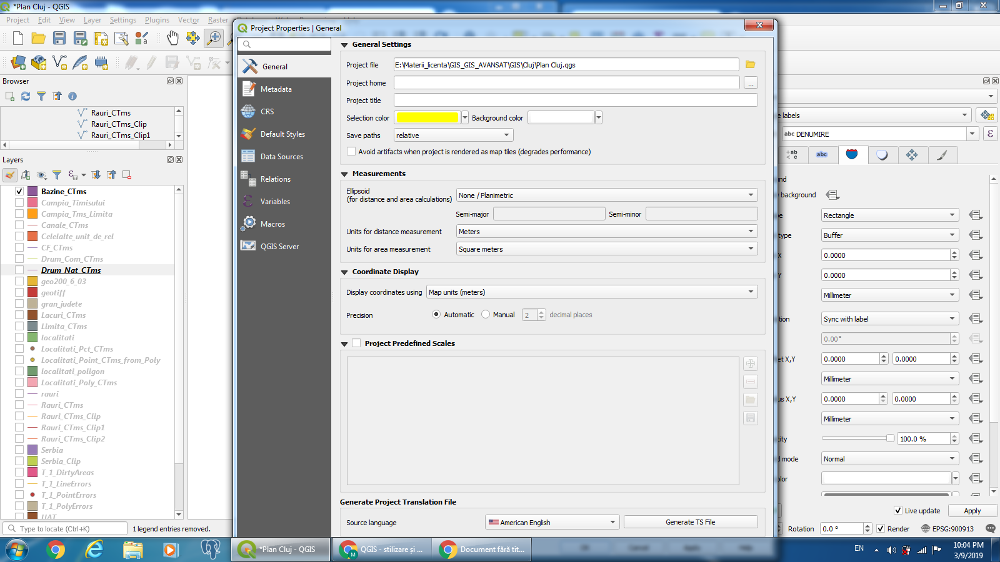 *Plan Cluj - QGIS
Project Edit View Layer Settings Plugins Vector Raster
Project Properties | General
General
Metadata
CRS
Default Styles
Data Sources
Relations
Variables
Macros
QGIS Server
General Settings
Project file E:\Materii_licenta\GIS_GIS_AVANSAT\GIS\Cluj\Plan Cluj.qgs
Project home ...
Project title
Selection color Background color
Save paths relative
Avoid artifacts when project is rendered as map tiles (degrades performance)
Measurements
Ellipsoid
(for distance and area calculations) None / Planimetric
Semi-major Semi-minor
Units for distance measurement Meters
Units for area measurement Square meters
Coordinate Display
Display coordinates using Map units (meters)
Precision Automatic Manual 2 decimal places
Project Predefined Scales
Generate Project Translation File
Source language American English Generate TS File
Browser
Rauri_CTms
Rauri_CTms_Clip
Rauri_CTms_Clip1
Layers
Bazine_CTms
Campia_Timisului
Campia_Tms_Limita
Canale_CTms
Celelalte_unit_de_rel
CF_CTms
Drum_Com_CTms
Drum_Nat_CTms
geo200_6_03
geotiff
gran_judete
Lacuri_CTms
Limita_CTms
localitati
Localitati_Pct_CTms
Localitati_Point_CTms_from_Poly
localitati_poligon
Localitati_Poly_CTms
rauri
Rauri_CTms
Rauri_CTms_Clip
Rauri_CTms_Clip1
Rauri_CTms_Clip2
Serbia
Serbia_Clip
T_1_DirtyAreas
T_1_LineErrors
T_1_PointErrors
T_1_PolyErrors
UAT
Type to locate (Ctrl+K) 1 legend entries removed.
e labels
abc DENUMIRE
+ab
< c
abc
nd
background
e Rectangle
type Buffer
X 0.0000
Y 0.0000
Millimeter
tion Sync with label
0.00°
et X,Y 0.0000 0.0000
Millimeter
us X,Y 0.0000 0.0000
Millimeter
city 100.0 %
d mode Normal
olor
Live update Apply
Rotation 0.0 ° Render EPSG:900913
*Plan Cluj - QGIS
QGIS - stilizare și ...
Document fără tit...
EN
10:04 PM
3/9/2019